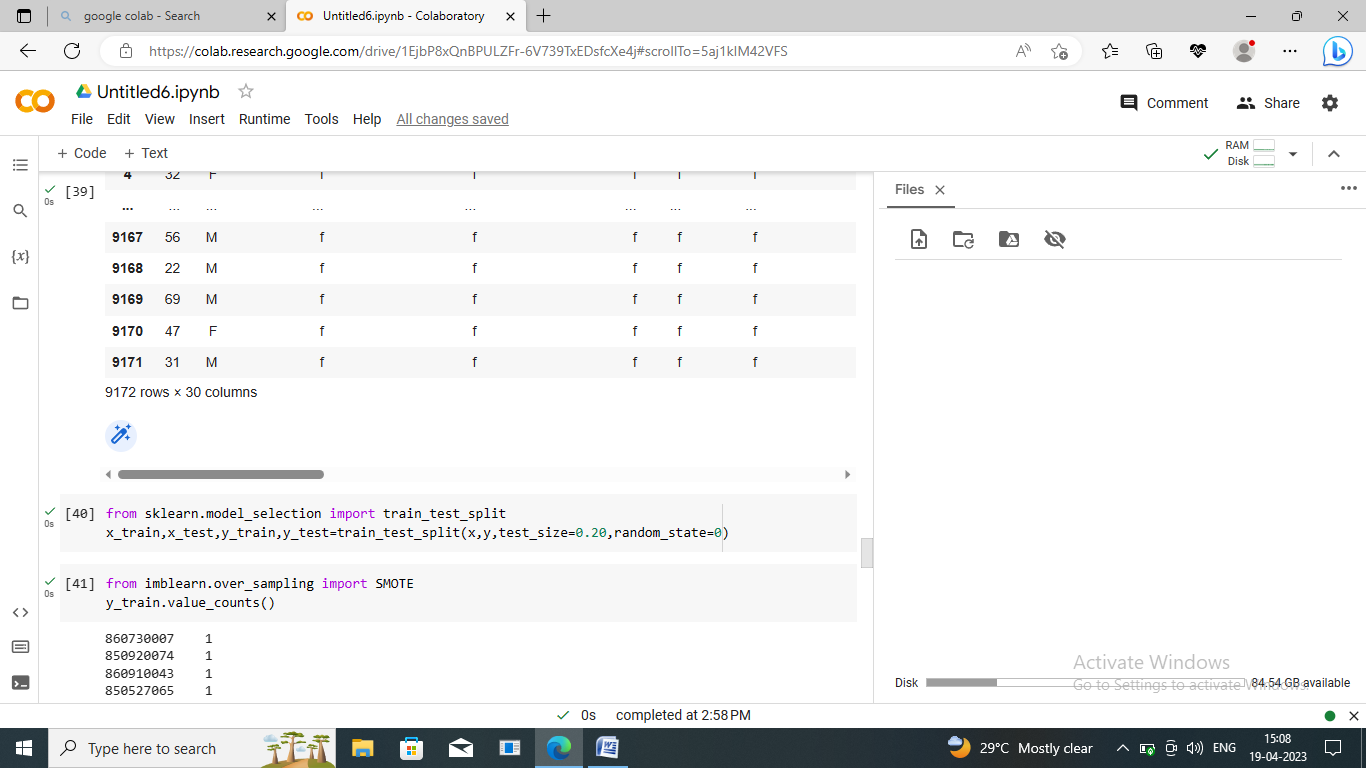 google colab - Search
Untitled6.ipynb - Colaboratory
https://colab.research.google.com/drive/1EjbP8xQnBPULZFr-6V739TxEDsfcXe4j#scrollTo=5aj1kIM42VFS
Untitled6.ipynb
Comment
Share
File Edit View Insert Runtime Tools Help All changes saved
+ Code + Text
RAM
Disk
[39]
0s
4 32 F f f f f f
... ... ... ... ... ... ... ...
9167 56 M f f f f f
9168 22 M f f f f f
9169 69 M f f f f f
9170 47 F f f f f f
9171 31 M f f f f f
9172 rows × 30 columns
[40] from sklearn.model_selection import train_test_split
0s
x_train,x_test,y_train,y_test=train_test_split(x,y,test_size=0.20,random_state=0)
[41] from imblearn.over_sampling import SMOTE
0s
y_train.value_counts()
860730007 1
850920074 1
860910043 1
850527065 1
Files
{x}
Activate Windows
Go to Settings to activate Windows.
Disk 84.54 GB available
0s completed at 2:58 PM
Type here to search
29°C Mostly clear
ENG
15:08
19-04-2023